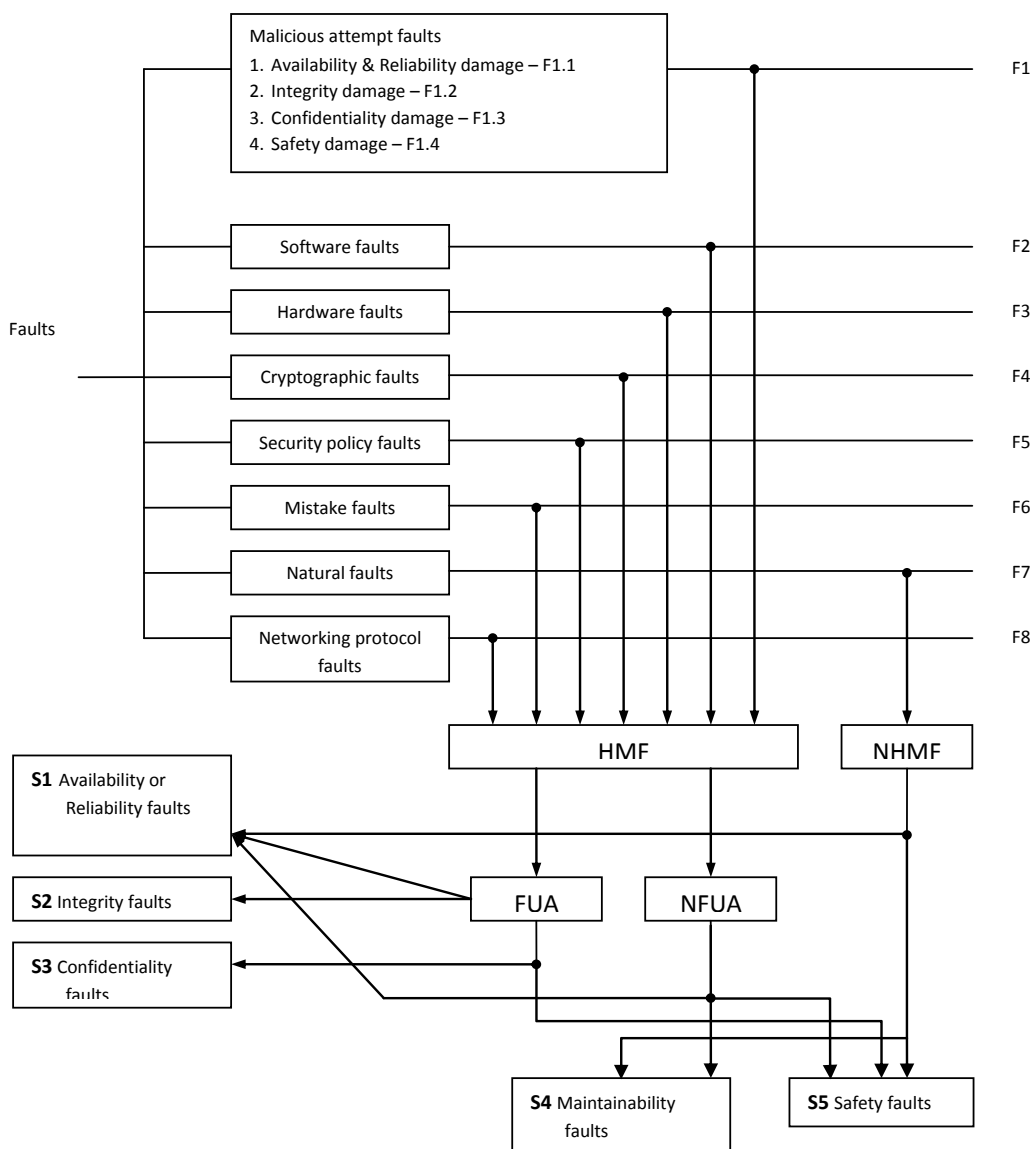 Malicious attempt faults
1. Availability & Reliability damage – F1.1
2. Integrity damage – F1.2
3. Confidentiality damage – F1.3
4. Safety damage – F1.4
F1
Software faults
F2
Hardware faults
F3
Faults
Cryptographic faults
F4
Security policy faults
F5
Mistake faults
F6
Natural faults
F7
Networking protocol
faults
F8
HMF
NHMF
S1 Availability or
Reliability faults
FUA
NFUA
S2 Integrity faults
S3 Confidentiality
faults
S4 Maintainability
faults
S5 Safety faults